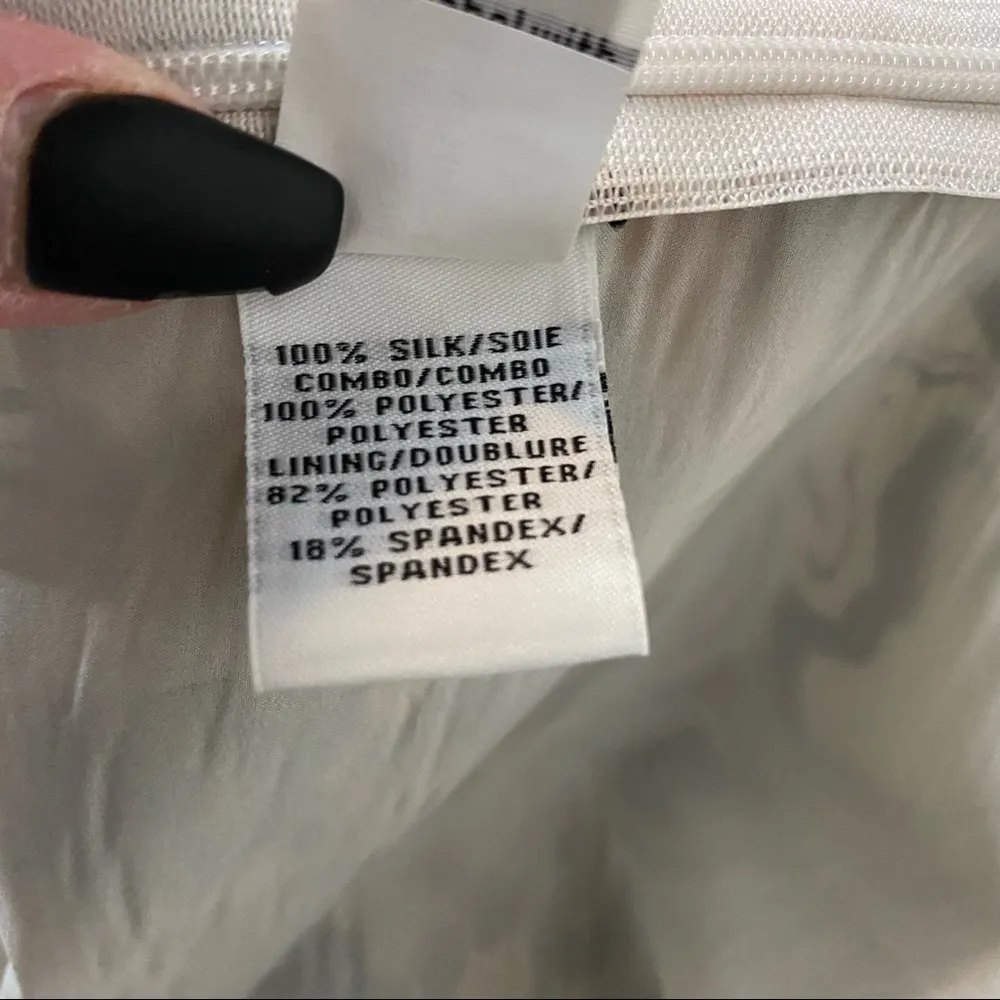 100% SILK/SOIE
COMBO/COMBO
100% POLYESTER/
POLYESTER
LINING/DOUBLURE
82% POLYESTER/
POLYESTER
18% SPANDEX/
SPANDEX